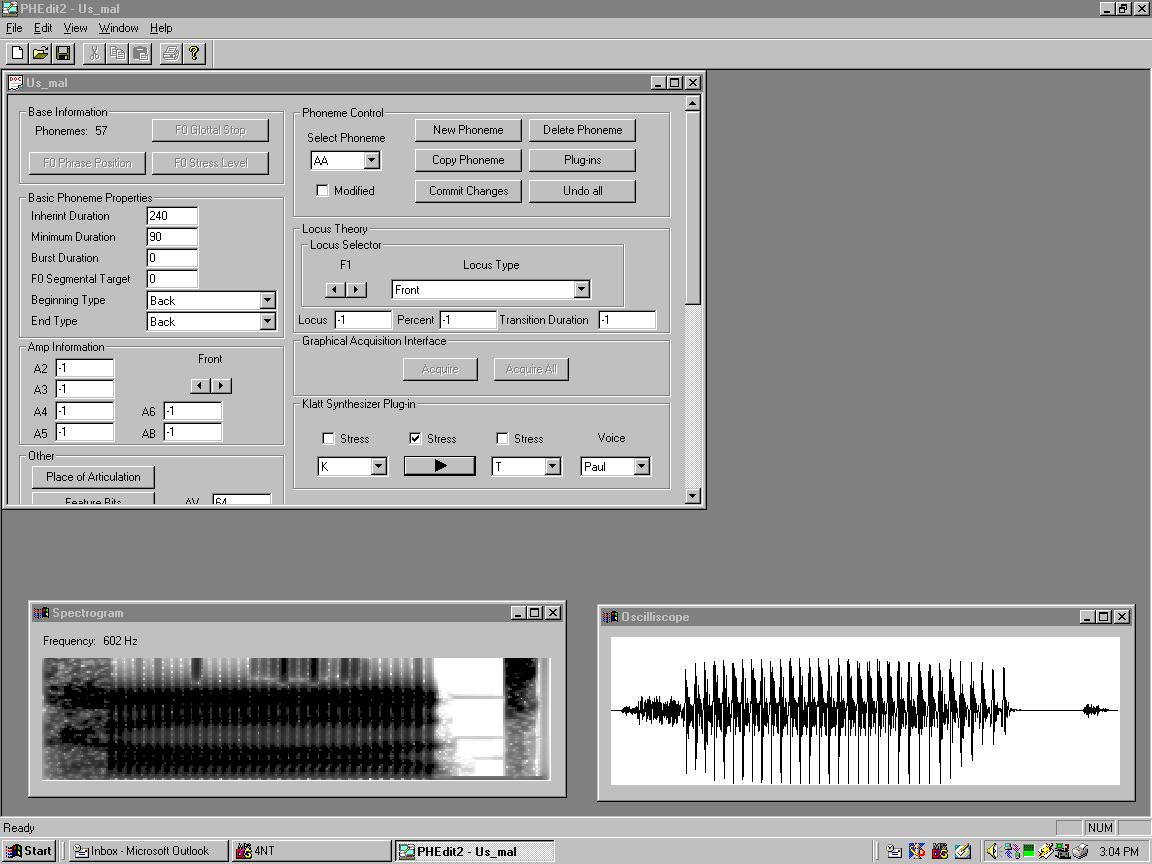 PHEdit2 - Us_mal
File Edit View Window Help
Us_mal
Base Information
Phonemes: 57
F0 Glottal Stop
F0 Phrase Position
F0 Stress Level
Basic Phoneme Properties
Inherint Duration 240
Minimum Duration 90
Burst Duration 0
F0 Segmental Target 0
Beginning Type Back
End Type Back
Amp Information
Front
A2 -1
A3 -1
A4 -1
A6 -1
A5 -1
AB -1
Other
Place of Articulation
Feature Bits
AV 64
Phoneme Control
Select Phoneme
AA
Modified
New Phoneme
Delete Phoneme
Copy Phoneme
Plug-ins
Commit Changes
Undo all
Locus Theory
Locus Selector
F1
Locus Type
Front
Locus -1 Percent -1 Transition Duration -1
Graphical Acquisition Interface
Acquire
Acquire All
Klatt Synthesizer Plug-in
Stress
Stress
Stress
Voice
K
T
Paul
Spectrogram
Frequency: 602 Hz
Oscilliscope
Ready
NUM
Start
Inbox - Microsoft Outlook
4NT
PHEdit2 - Us_mal
3:04 PM